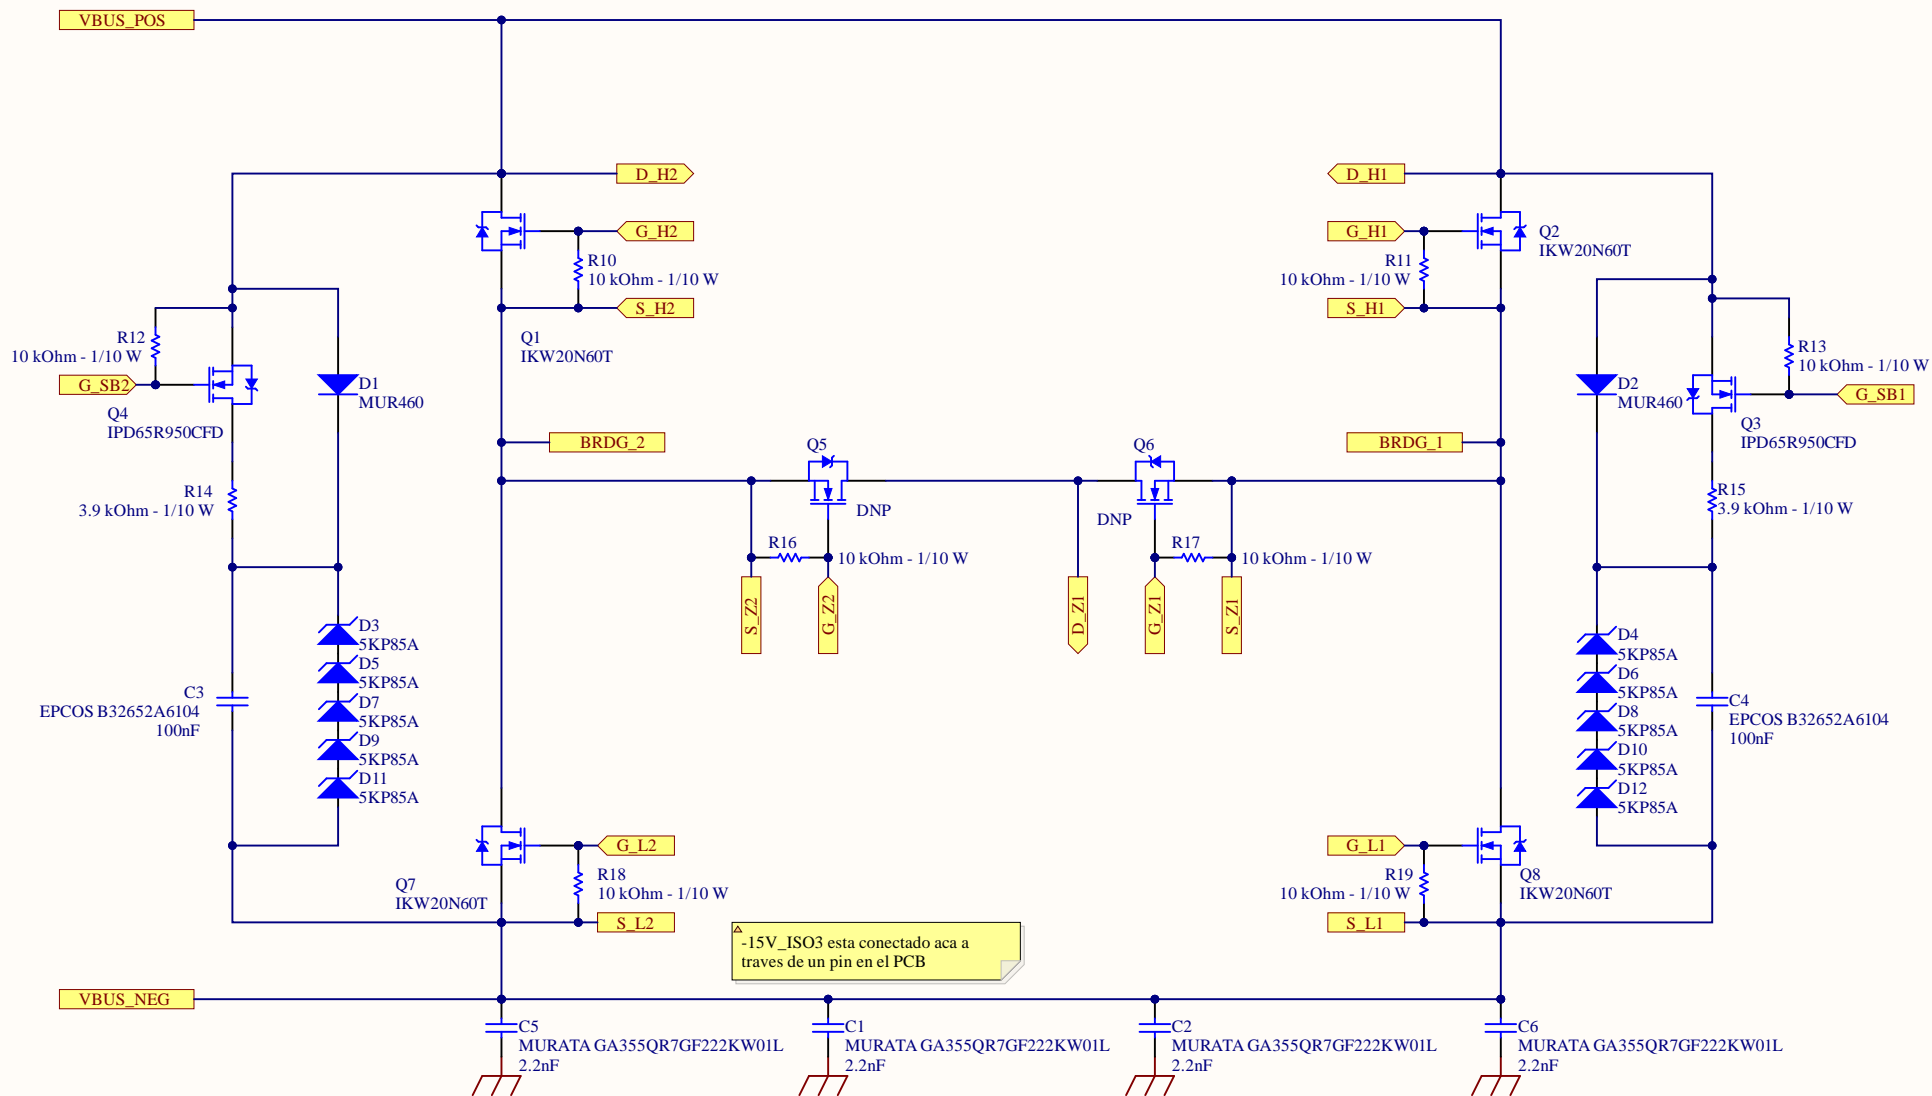 VBUS_POS
D_H2
D_H1
G_H2
G_H1
Q2
IKW20N60T
R10
10 kOhm - 1/10 W
R11
10 kOhm - 1/10 W
S_H2
S_H1
Q1
IKW20N60T
R12
10 kOhm - 1/10 W
R13
10 kOhm - 1/10 W
G_SB2
D1
MUR460
D2
MUR460
G_SB1
Q4
IPD65R950CFD
Q3
IPD65R950CFD
BRDG_2
BRDG_1
Q5
Q6
R14
3.9 kOhm - 1/10 W
R15
3.9 kOhm - 1/10 W
DNP
DNP
R16
10 kOhm - 1/10 W
R17
10 kOhm - 1/10 W
S_Z2
G_Z2
D_Z1
G_Z1
S_Z1
D3
5KP85A
D5
5KP85A
D7
5KP85A
D9
5KP85A
D11
5KP85A
D4
5KP85A
D6
5KP85A
D8
5KP85A
D10
5KP85A
D12
5KP85A
C3
EPCOS B32652A6104
100nF
C4
EPCOS B32652A6104
100nF
G_L2
G_L1
Q7
IKW20N60T
R18
10 kOhm - 1/10 W
R19
10 kOhm - 1/10 W
Q8
IKW20N60T
S_L2
S_L1
-15V_ISO3 esta conectado aca a
traves de un pin en el PCB
VBUS_NEG
C5
MURATA GA355QR7GF222KW01L
2.2nF
C1
MURATA GA355QR7GF222KW01L
2.2nF
C2
MURATA GA355QR7GF222KW01L
2.2nF
C6
MURATA GA355QR7GF222KW01L
2.2nF